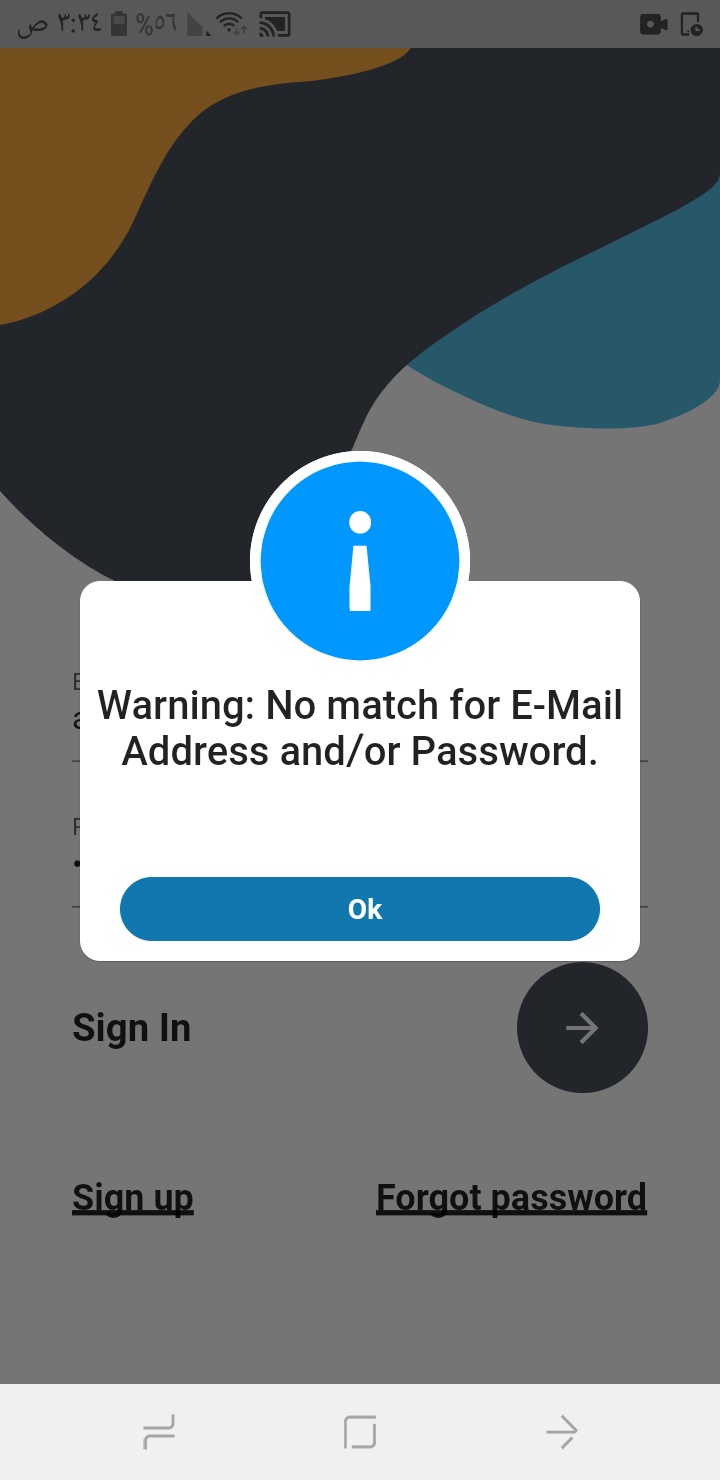 ٣:٣٤ ص
%٥٦
Warning: No match for E-Mail
Address and/or Password.
Ok
Sign In
Sign up
Forgot password